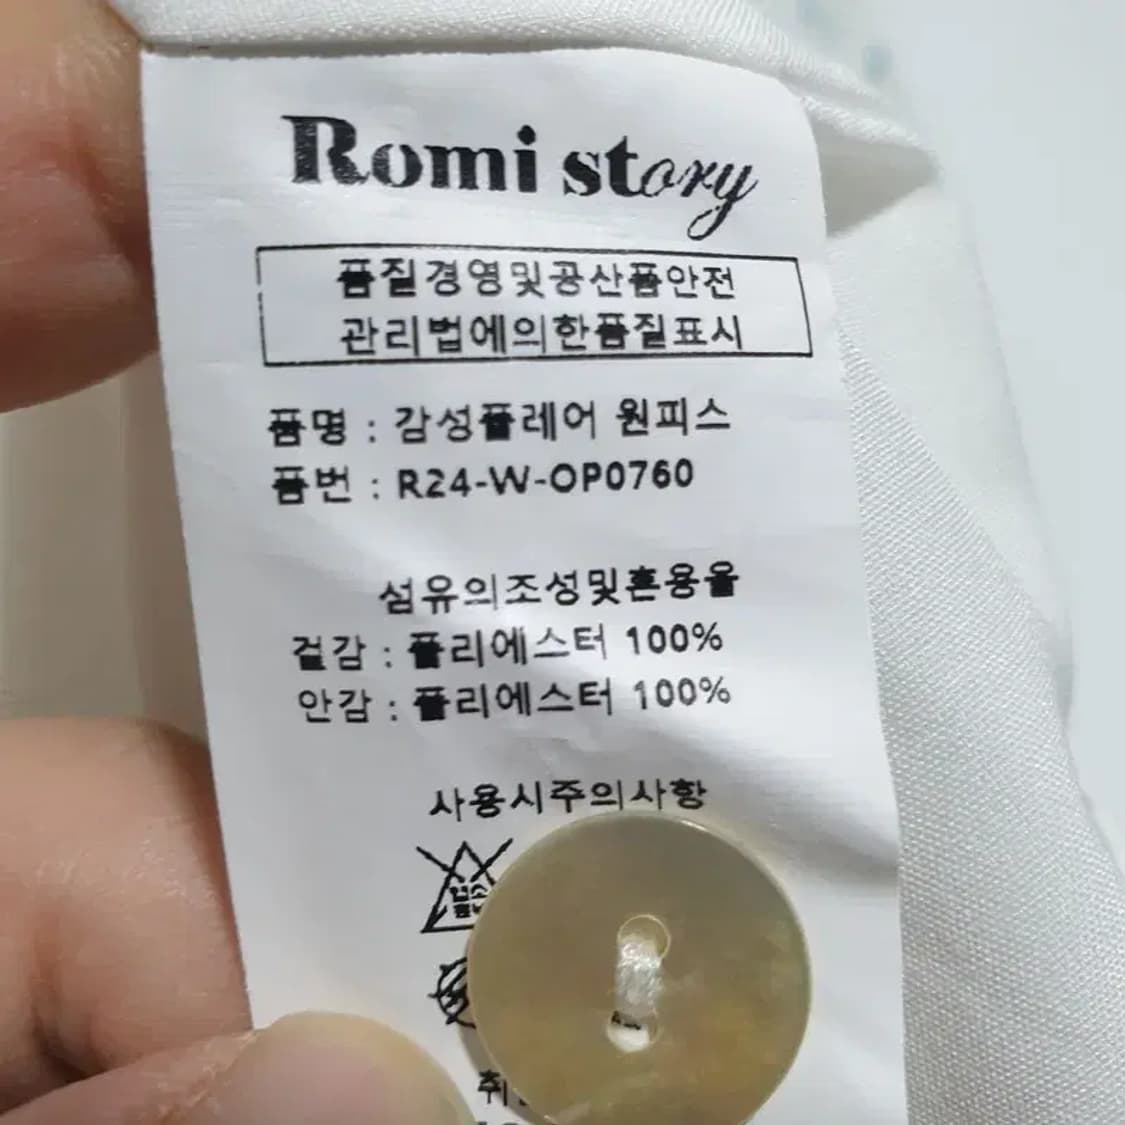 Romi story
품질경영및공산품안전
관리법에의한품질표시
품명 : 감성플레어 원피스
품번 : R24-W-OP0760
섬유의조성및혼용율
겉감 : 폴리에스터 100%
안감 : 폴리에스터 100%
사용시주의사항